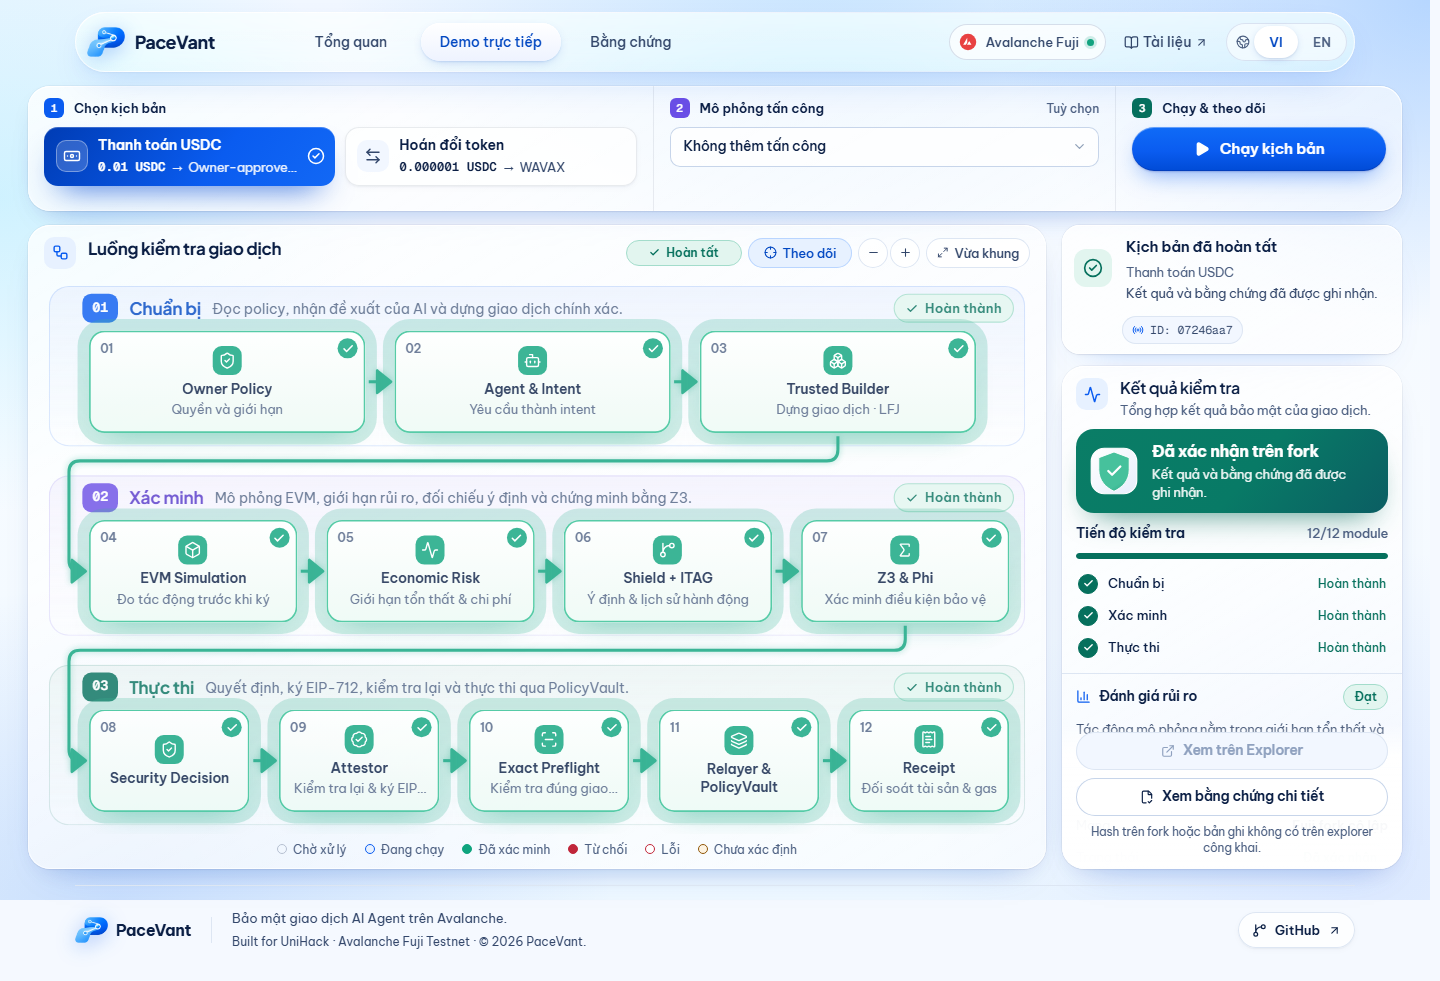 PaceVant
Tổng quan
Demo trực tiếp
Bằng chứng
Avalanche Fuji
Tài liệu
VI
EN
1 Chọn kịch bản
Thanh toán USDC
0.01 USDC → Owner-approve...
Hoán đổi token
0.000001 USDC → WAVAX
2 Mô phỏng tấn công
Tuỳ chọn
Không thêm tấn công
3 Chạy & theo dõi
Chạy kịch bản
Luồng kiểm tra giao dịch
Hoàn tất
Theo dõi
Vừa khung
01 Chuẩn bị Đọc policy, nhận đề xuất của AI và dựng giao dịch chính xác.
Hoàn thành
01
Owner Policy
Quyền và giới hạn
02
Agent & Intent
Yêu cầu thành intent
03
Trusted Builder
Dựng giao dịch · LFJ
02 Xác minh Mô phỏng EVM, giới hạn rủi ro, đối chiếu ý định và chứng minh bằng Z3.
Hoàn thành
04
EVM Simulation
Đo tác động trước khi ký
05
Economic Risk
Giới hạn tổn thất & chi phí
06
Shield + ITAG
Ý định & lịch sử hành động
07
Z3 & Phi
Xác minh điều kiện bảo vệ
03 Thực thi Quyết định, ký EIP-712, kiểm tra lại và thực thi qua PolicyVault.
Hoàn thành
08
Security Decision
09
Attestor
Kiểm tra lại & ký EIP...
10
Exact Preflight
Kiểm tra đúng giao...
11
Relayer &
PolicyVault
12
Receipt
Đối soát tài sản & gas
Chờ xử lý
Đang chạy
Đã xác minh
Từ chối
Lỗi
Chưa xác định
Kịch bản đã hoàn tất
Thanh toán USDC
Kết quả và bằng chứng đã được ghi nhận.
ID: 07246aa7
Kết quả kiểm tra
Tổng hợp kết quả bảo mật của giao dịch.
Đã xác nhận trên fork
Kết quả và bằng chứng đã được
ghi nhận.
Tiến độ kiểm tra
12/12 module
Chuẩn bị
Hoàn thành
Xác minh
Hoàn thành
Thực thi
Hoàn thành
Đánh giá rủi ro
Đạt
Tác động mô phỏng nằm trong giới hạn tổn thất và
Xem trên Explorer
Xem bằng chứng chi tiết
Hash trên fork hoặc bản ghi không có trên explorer
công khai.
PaceVant
Bảo mật giao dịch AI Agent trên Avalanche.
Built for UniHack · Avalanche Fuji Testnet · © 2026 PaceVant.
GitHub